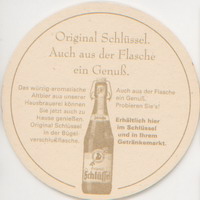 Original Schlüssel.
Auch aus der Flasche
ein Genuß.
Das würzig-aromatische
Altbier aus unserer
Hausbrauerei können
Sie jetzt auch zu
Hause genießen.
Original Schlüssel
in der Bügel-
verschlußflasche.
Auch aus der Flasche
ein Genuß.
Probieren Sie's!
Erhältlich hier
im Schlüssel
und in Ihrem
Getränkemarkt.
Schlüssel